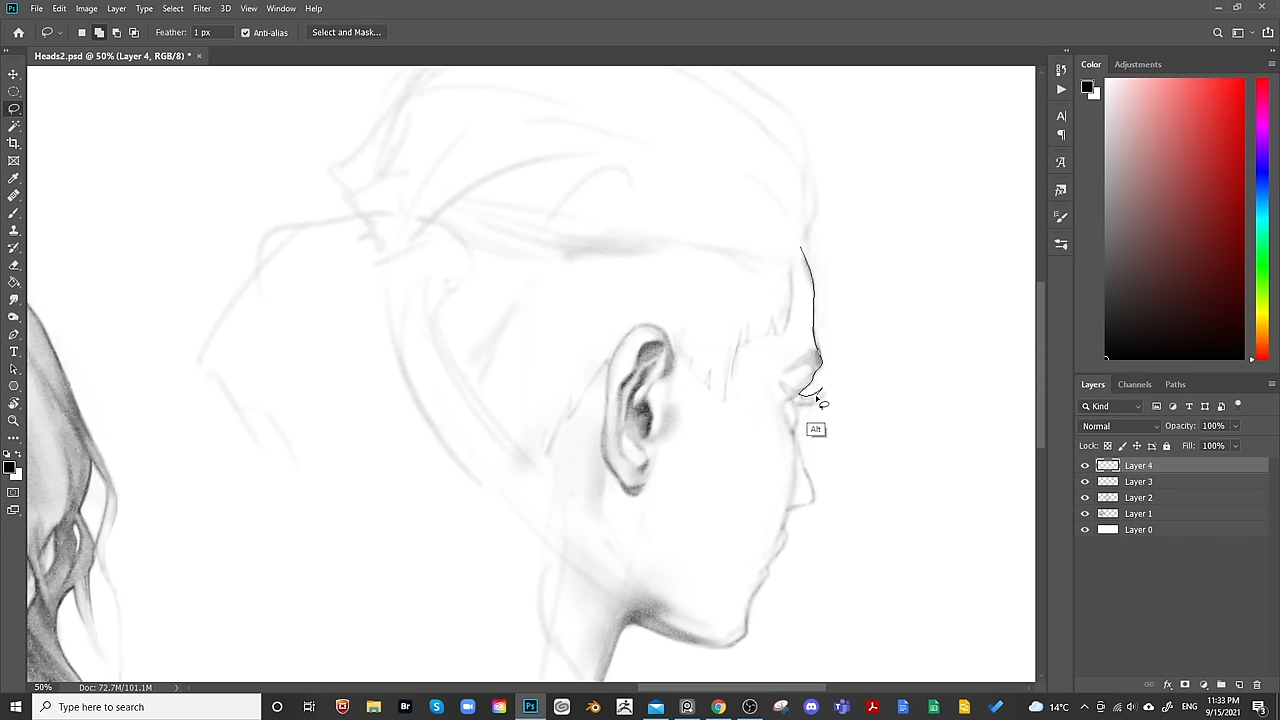 Ps File Edit Image Layer Type Select Filter 3D View Window Help
Feather: 1 px Anti-alias Select and Mask...
Heads2.psd @ 50% (Layer 4, RGB/8) * ×
Color Adjustments
Alt
Layers Channels Paths
Kind
Normal Opacity: 100%
Lock: Fill: 100%
Layer 4
Layer 3
Layer 2
Layer 1
Layer 0
50% Doc: 72.7M/101.1M
Type here to search
Br
Ps
14°C
ENG
11:33 PM
9/15/2021